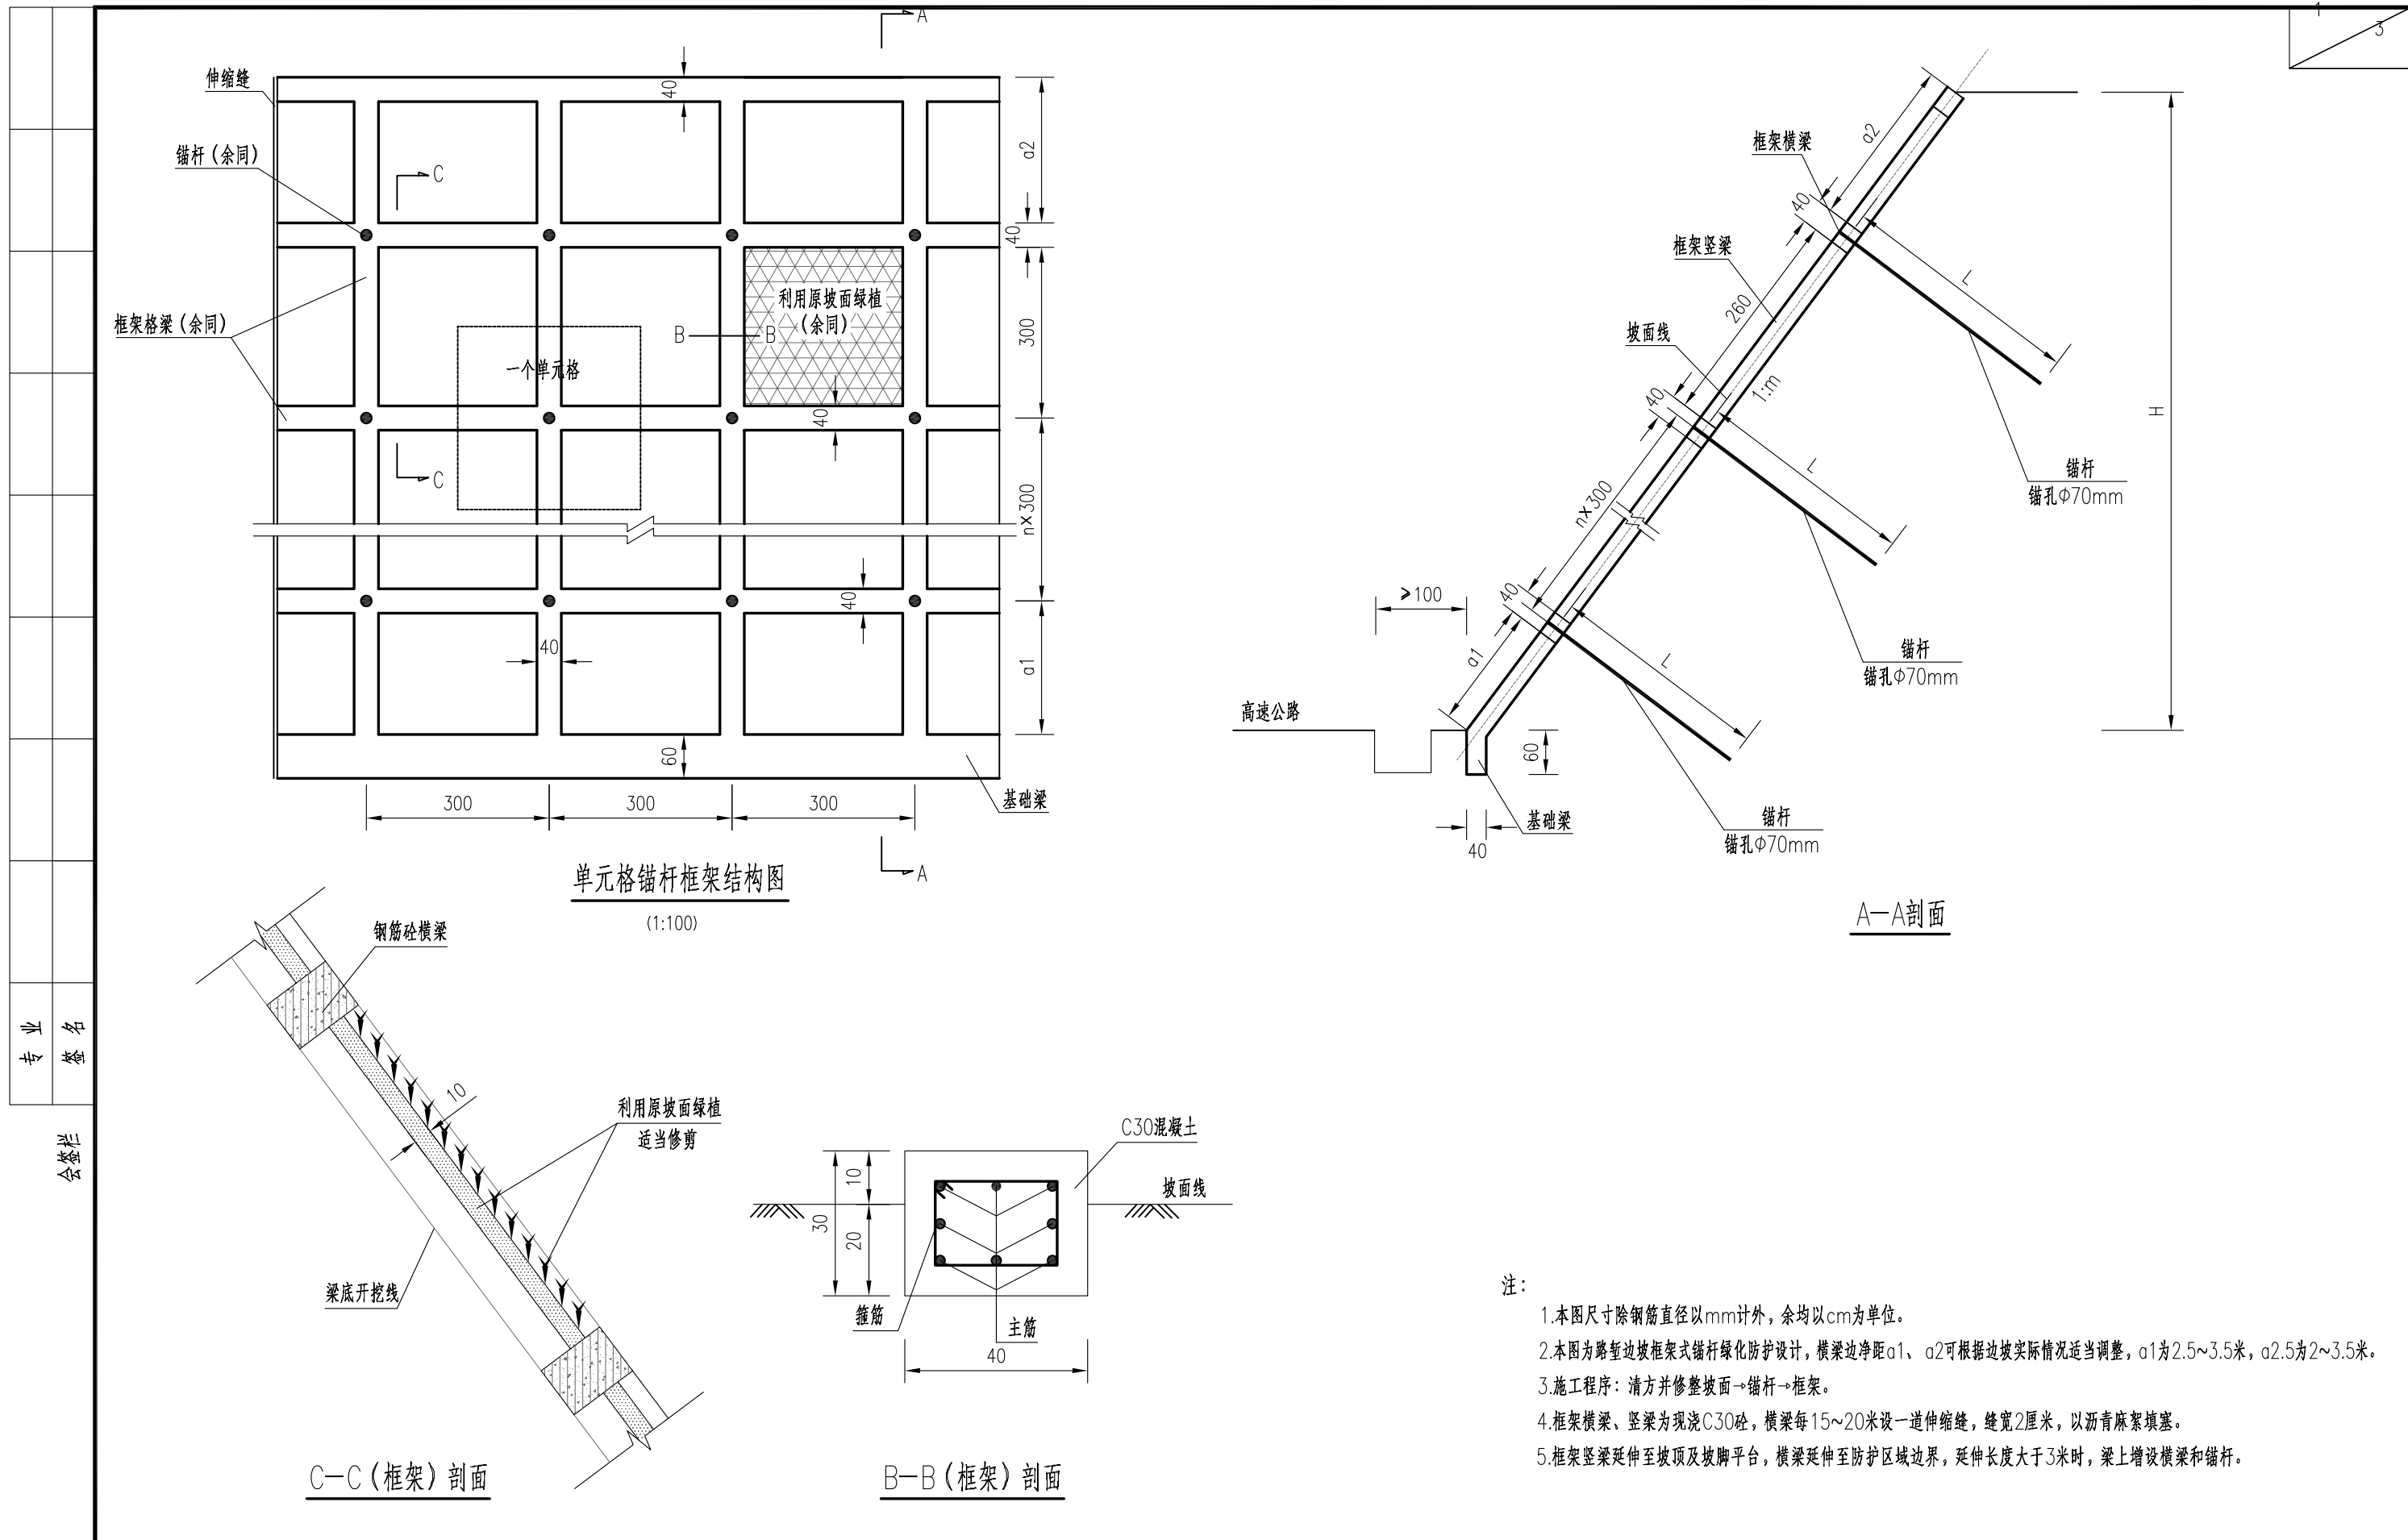 A
1
3
伸缩缝
锚杆（余同）
框架格梁（余同）
C
C
40
B
B
利用原坡面绿植
（余同）
一个单元格
40
40
40
60
a2
40
300
n×300
a1
300
300
300
基础梁
A
单元格锚杆框架结构图
(1:100)
框架横梁
框架竖梁
坡面线
a2
40
260
40
n×300
40
a1
1:m
L
L
L
H
锚杆
锚孔Φ70mm
锚杆
锚孔Φ70mm
锚杆
锚孔Φ70mm
≥100
高速公路
60
40
基础梁
A—A剖面
钢筋砼横梁
10
利用原坡面绿植
适当修剪
梁底开挖线
C—C（框架）剖面
C30混凝土
坡面线
10
20
30
箍筋
主筋
40
B—B（框架）剖面
注：
1.本图尺寸除钢筋直径以mm计外，余均以cm为单位。
2.本图为路堑边坡框架式锚杆绿化防护设计，横梁边净距a1、a2可根据边坡实际情况适当调整，a1为2.5~3.5米，a2.5为2~3.5米。
3.施工程序：清方并修整坡面→锚杆→框架。
4.框架横梁、竖梁为现浇C30砼，横梁每15~20米设一道伸缩缝，缝宽2厘米，以沥青麻絮填塞。
5.框架竖梁延伸至坡顶及坡脚平台，横梁延伸至防护区域边界，延伸长度大于3米时，梁上增设横梁和锚杆。
专业
签名
会签栏